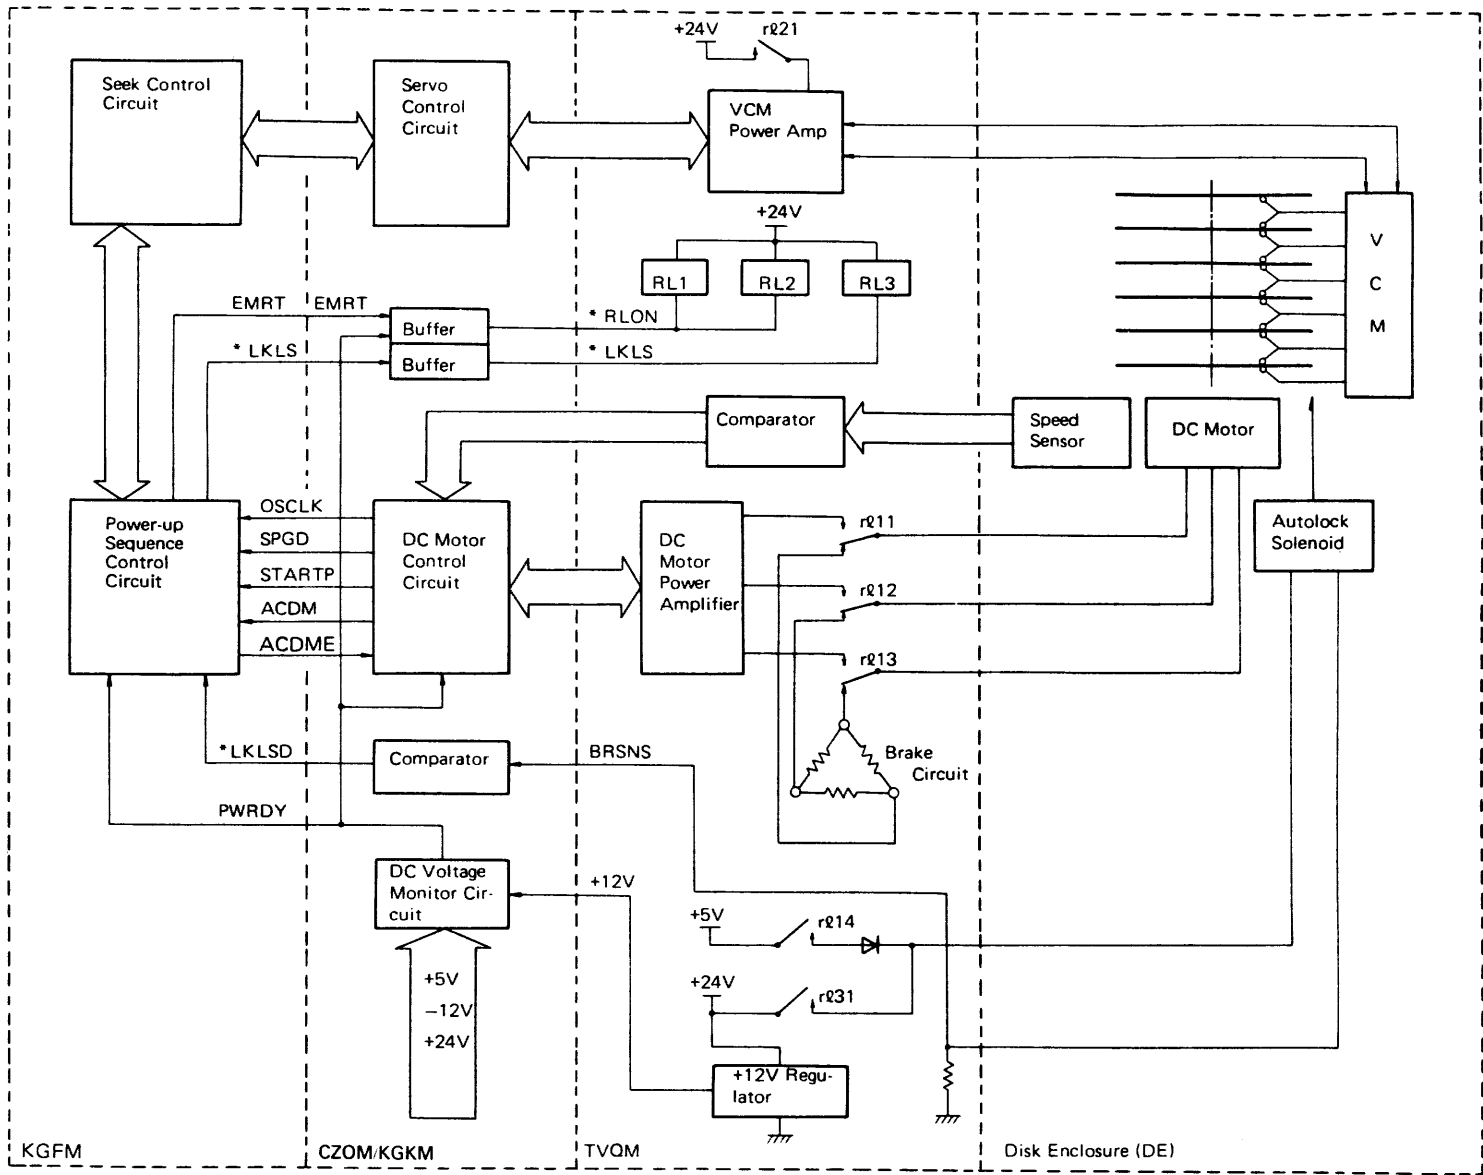 +24V
rℓ21
Seek Control
Circuit
Servo
Control
Circuit
VCM
Power Amp
+24V
V
C
M
RL1
RL2
RL3
EMRT
EMRT
Buffer
* RLON
* LKLS
Buffer
* LKLS
Comparator
Speed
Sensor
DC Motor
Power-up
Sequence
Control
Circuit
OSCLK
SPGD
STARTP
ACDM
ACDME
DC Motor
Control
Circuit
DC
Motor
Power
Amplifier
rℓ11
rℓ12
rℓ13
Autolock
Solenoid
*LKLSD
Comparator
BRSNS
Brake
Circuit
PWRDY
DC Voltage
Monitor Cir-
cuit
+12V
+5V
rℓ14
+24V
rℓ31
+5V
−12V
+24V
+12V Regu-
lator
KGFM
CZOM/KGKM
TVQM
Disk Enclosure (DE)